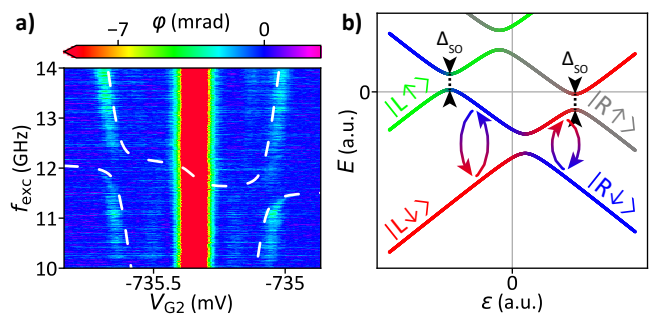 a)
φ (mrad)
-7
0
14
13
12
11
10
f_exc (GHz)
-735.5
-735
V_G2 (mV)
b)
Δ_so
Δ_so
0
E (a.u.)
|L↑⟩
|R↑⟩
|L↓⟩
|R↓⟩
0
ε (a.u.)